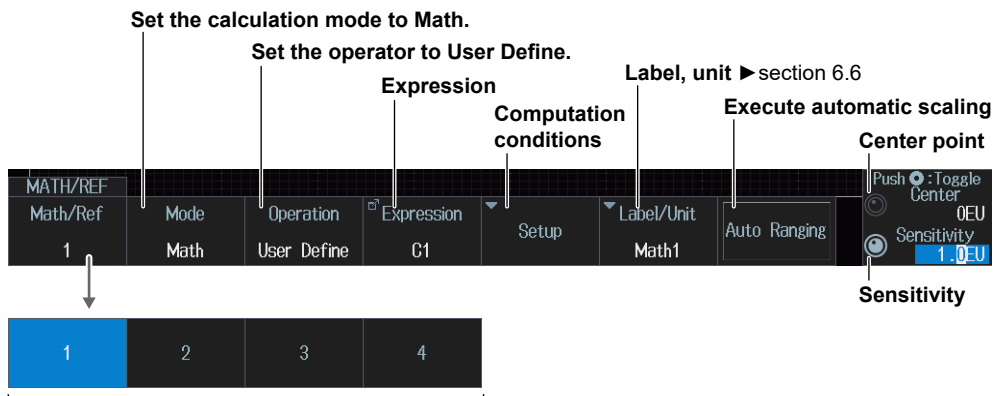 Set the calculation mode to Math.
Set the operator to User Define.
Expression
Label, unit ►section 6.6
Computation
conditions
Execute automatic scaling
Center point
MATH/REF
Math/Ref
1
Mode
Math
Operation
User Define
Expression
C1
Setup
Label/Unit
Math1
Auto Ranging
Push :Toggle
Center
0EU
Sensitivity
1.0EU
Sensitivity
1
2
3
4